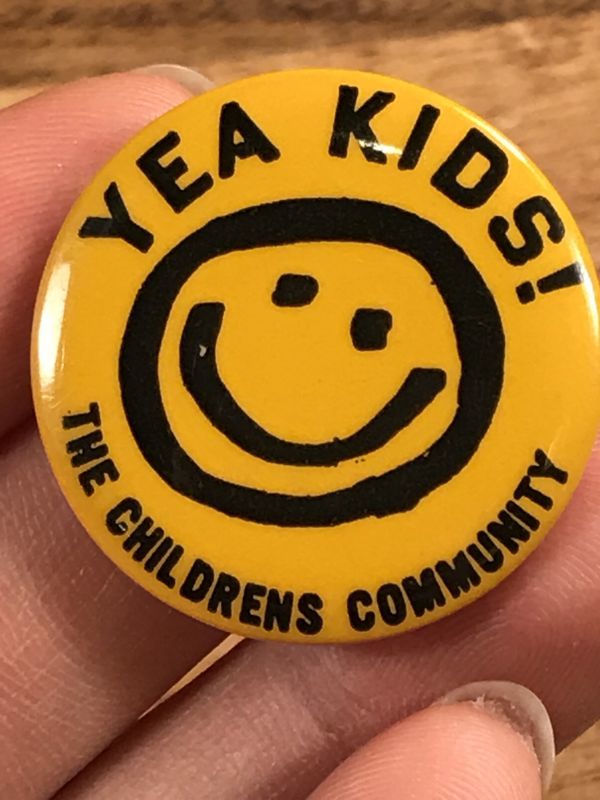 YEA KIDS!
THE CHILDRENS COMMUNITY